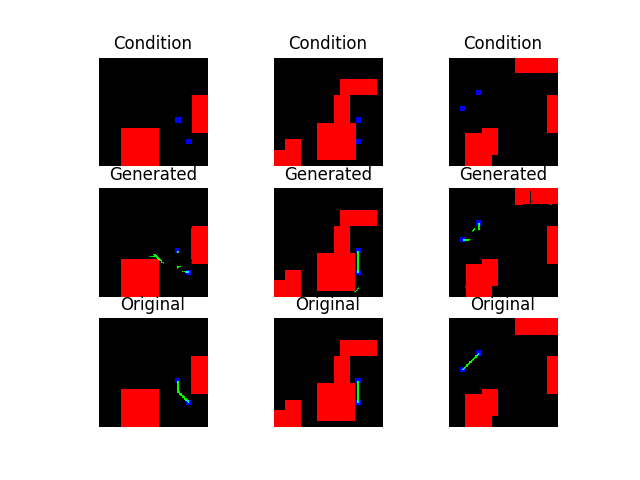 Condition Condition Condition
Generated Generated Generated
Original Original Original